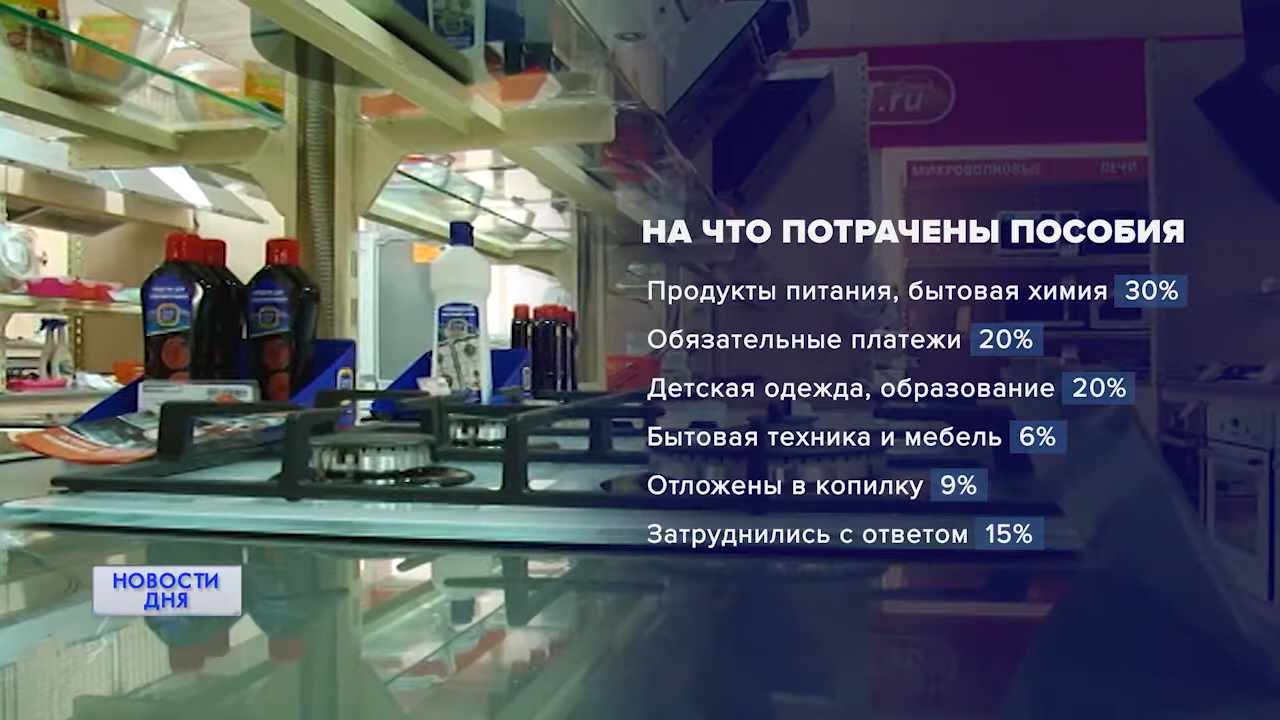 Т.ru
МИКРОВОЛНОВЫЕ ПЕЧИ
НА ЧТО ПОТРАЧЕНЫ ПОСОБИЯ
Продукты питания, бытовая химия 30%
Обязательные платежи 20%
Детская одежда, образование 20%
Бытовая техника и мебель 6%
Отложены в копилку 9%
Затруднились с ответом 15%
НОВОСТИ
ДНЯ